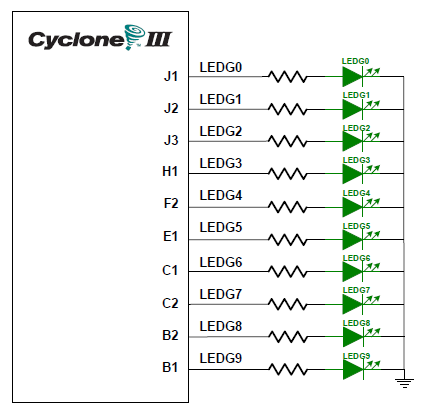 Cyclone III
J1 LEDG0 LEDG0
J2 LEDG1 LEDG1
J3 LEDG2 LEDG2
H1 LEDG3 LEDG3
F2 LEDG4 LEDG4
E1 LEDG5 LEDG5
C1 LEDG6 LEDG6
C2 LEDG7 LEDG7
B2 LEDG8 LEDG8
B1 LEDG9 LEDG9